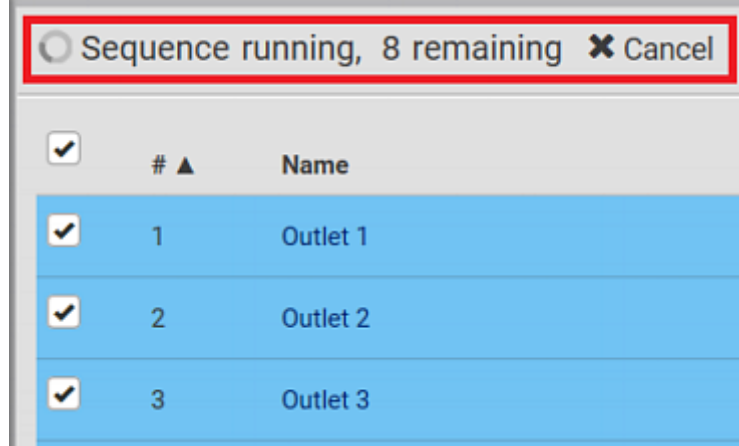 Sequence running, 8 remaining ✖ Cancel
# ▲ Name
1 Outlet 1
2 Outlet 2
3 Outlet 3